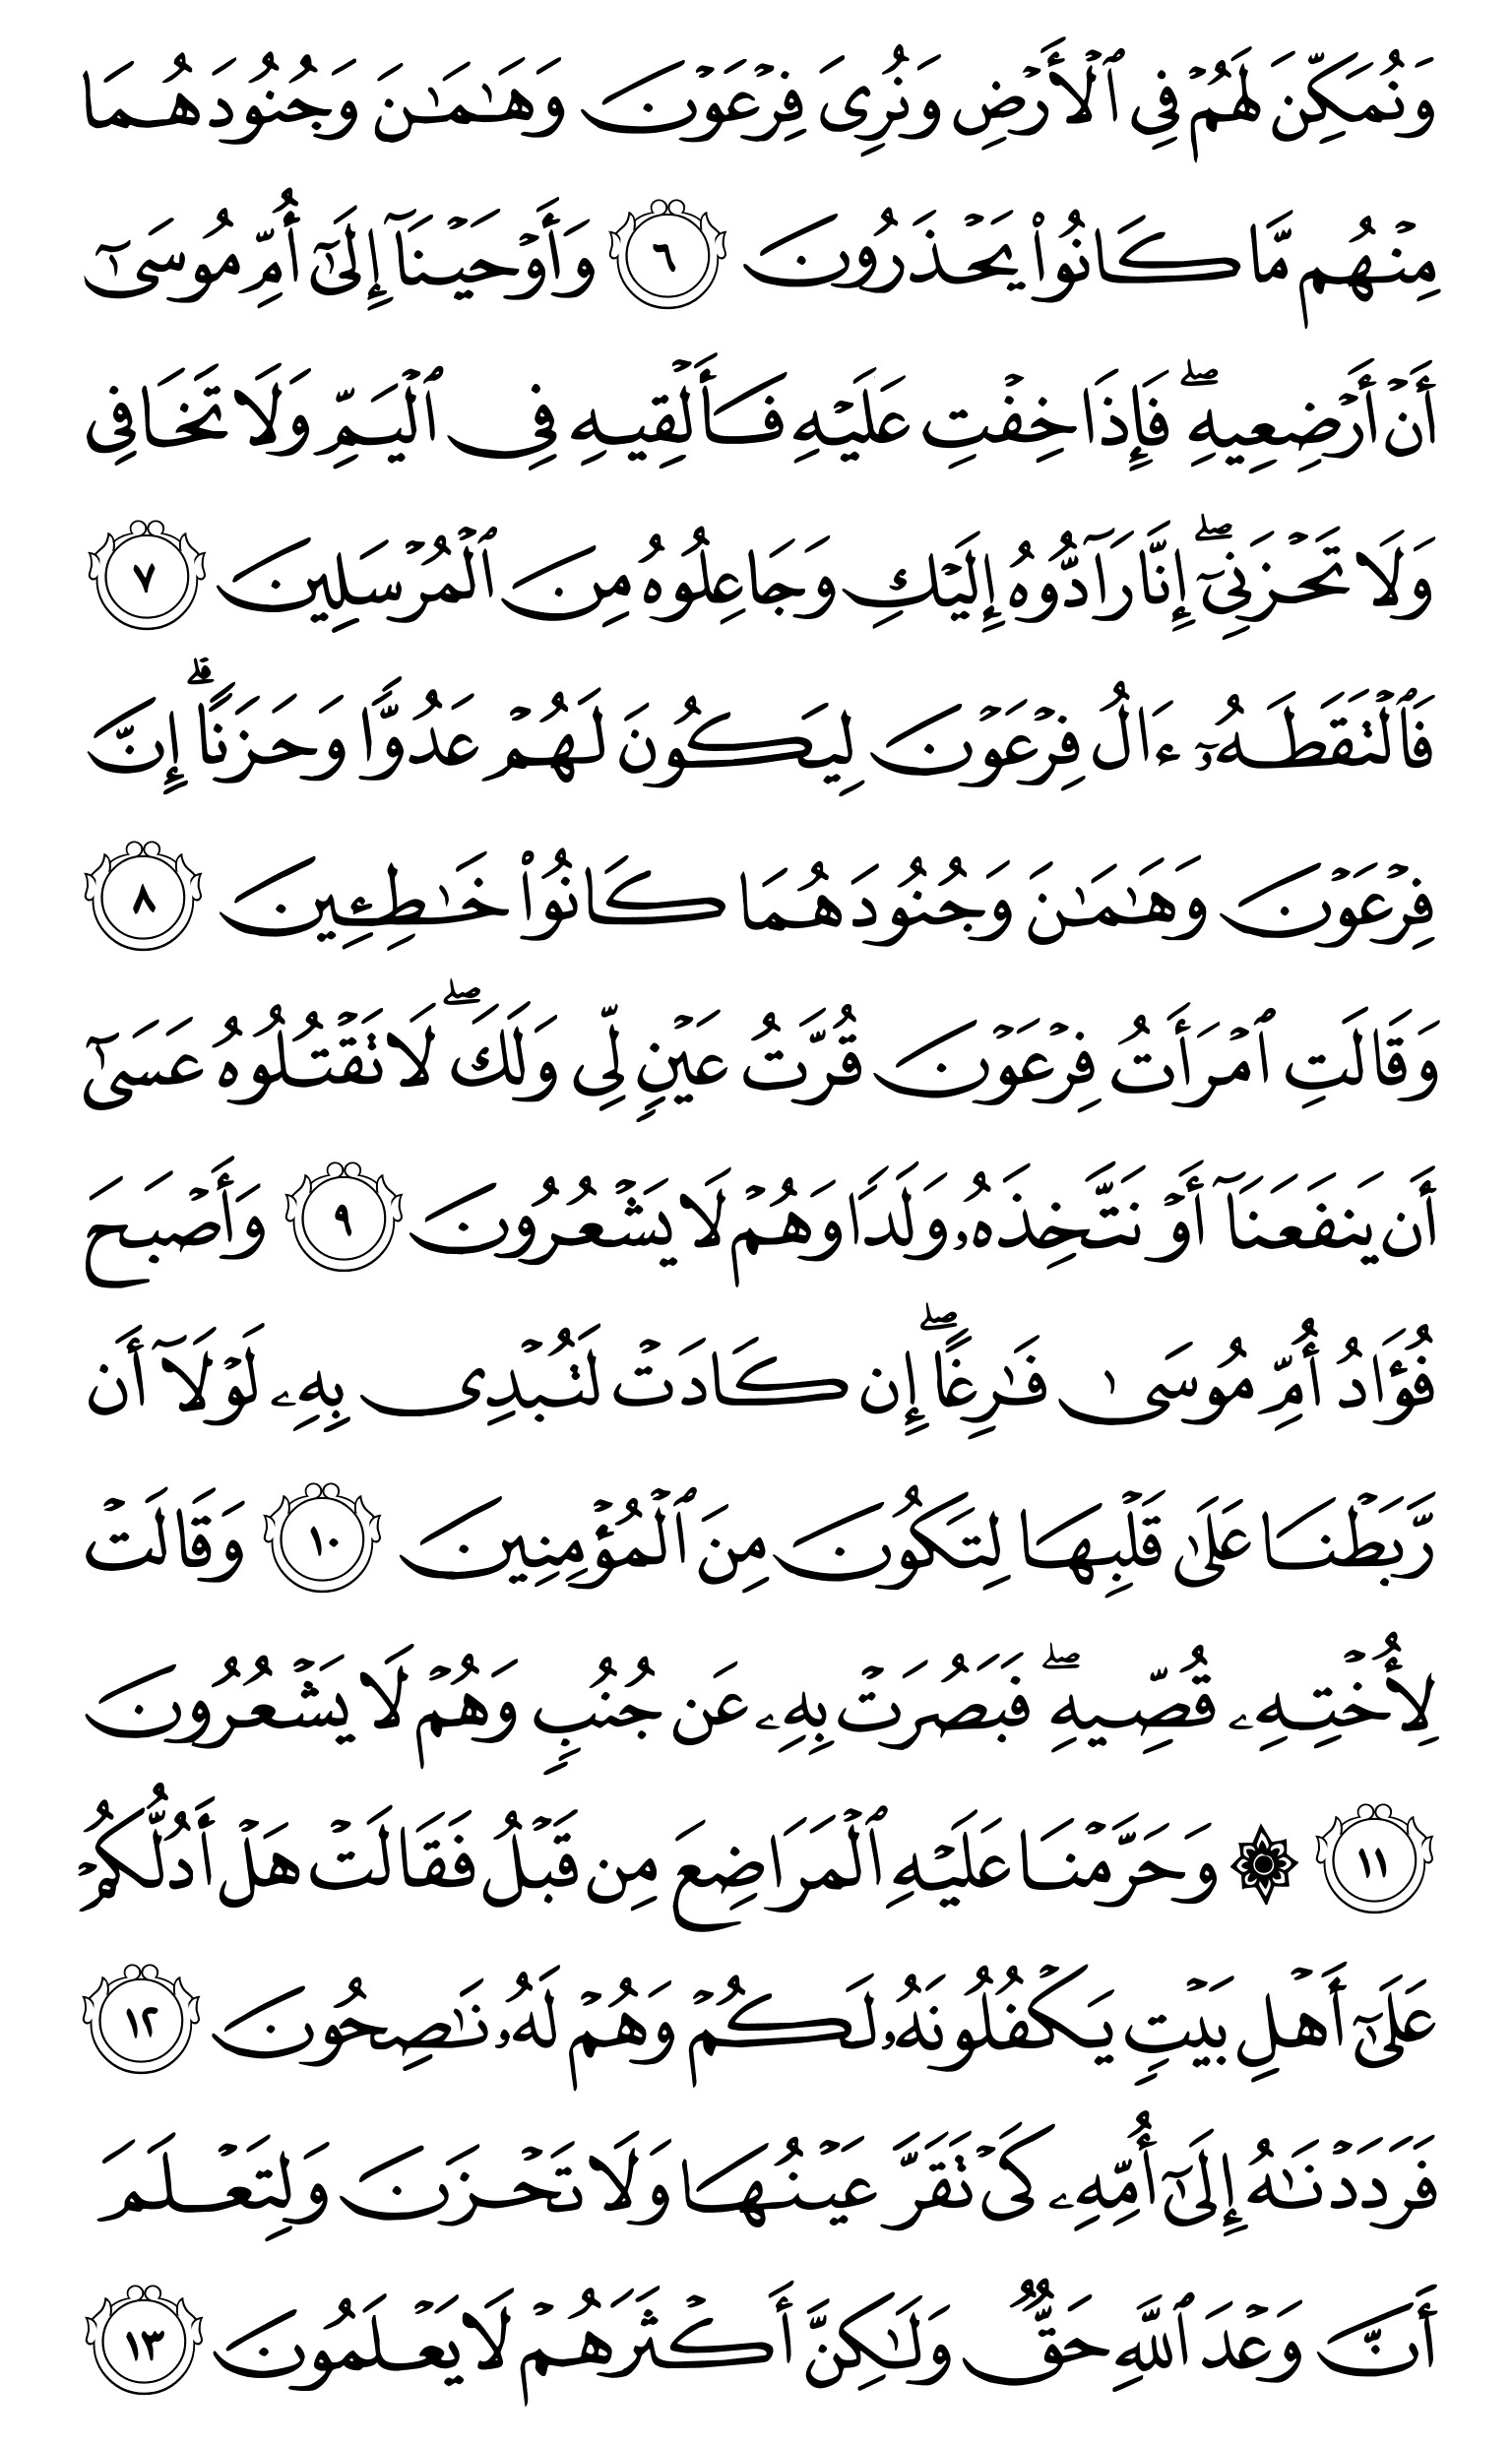 وَنُمَكِّنَ لَهُمْ فِي ٱلْأَرْضِ وَنُرِيَ فِرْعَوْنَ وَهَٰمَٰنَ وَجُنُودَهُمَا
مِنْهُم مَّا كَانُوا۟ يَحْذَرُونَ ٦ وَأَوْحَيْنَآ إِلَىٰٓ أُمِّ مُوسَىٰٓ
أَنْ أَرْضِعِيهِ ۖ فَإِذَا خِفْتِ عَلَيْهِ فَأَلْقِيهِ فِي ٱلْيَمِّ وَلَا تَخَافِي
وَلَا تَحْزَنِيٓ ۖ إِنَّا رَآدُّوهُ إِلَيْكِ وَجَاعِلُوهُ مِنَ ٱلْمُرْسَلِينَ ٧
فَٱلْتَقَطَهُۥٓ ءَالُ فِرْعَوْنَ لِيَكُونَ لَهُمْ عَدُوًّا وَحَزَنًا ۗ إِنَّ
فِرْعَوْنَ وَهَٰمَٰنَ وَجُنُودَهُمَا كَانُوا۟ خَٰطِـِٔينَ ٨
وَقَالَتِ ٱمْرَأَتُ فِرْعَوْنَ قُرَّتُ عَيْنٍ لِّي وَلَكَ ۖ لَا تَقْتُلُوهُ عَسَىٰٓ
أَن يَنفَعَنَآ أَوْ نَتَّخِذَهُۥ وَلَدًا وَهُمْ لَا يَشْعُرُونَ ٩ وَأَصْبَحَ
فُؤَادُ أُمِّ مُوسَىٰ فَٰرِغًا ۖ إِن كَادَتْ لَتُبْدِي بِهِۦ لَوْلَآ أَن
رَّبَطْنَا عَلَىٰ قَلْبِهَا لِتَكُونَ مِنَ ٱلْمُؤْمِنِينَ ١٠ وَقَالَتْ
لِأُخْتِهِۦ قُصِّيهِ ۖ فَبَصُرَتْ بِهِۦ عَن جُنُبٍ وَهُمْ لَا يَشْعُرُونَ
١١ ۞ وَحَرَّمْنَا عَلَيْهِ ٱلْمَرَاضِعَ مِن قَبْلُ فَقَالَتْ هَلْ أَدُلُّكُمْ
عَلَىٰٓ أَهْلِ بَيْتٍ يَكْفُلُونَهُۥ لَكُمْ وَهُمْ لَهُۥ نَٰصِحُونَ ١٢
فَرَدَدْنَٰهُ إِلَىٰٓ أُمِّهِۦ كَيْ تَقَرَّ عَيْنُهَا وَلَا تَحْزَنَ وَلِتَعْلَمَ
أَنَّ وَعْدَ ٱللَّهِ حَقٌّ وَلَٰكِنَّ أَكْثَرَهُمْ لَا يَعْلَمُونَ ١٣